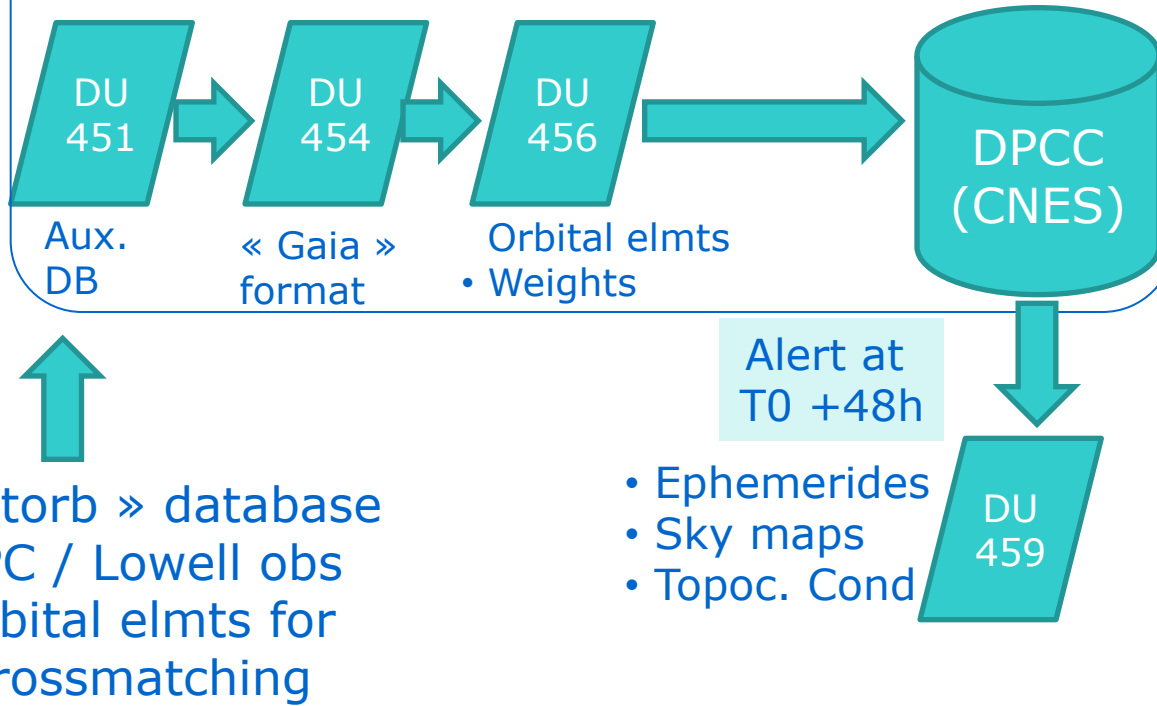 DU
451
DU
454
DU
456
DPCC
(CNES)
Aux.
DB
« Gaia »
format
Orbital elmts
• Weights
Alert at
T0 +48h
• Ephemerides
• Sky maps
• Topoc. Cond
DU
459
torb » database
PC / Lowell obs
bital elmts for
rossmatching